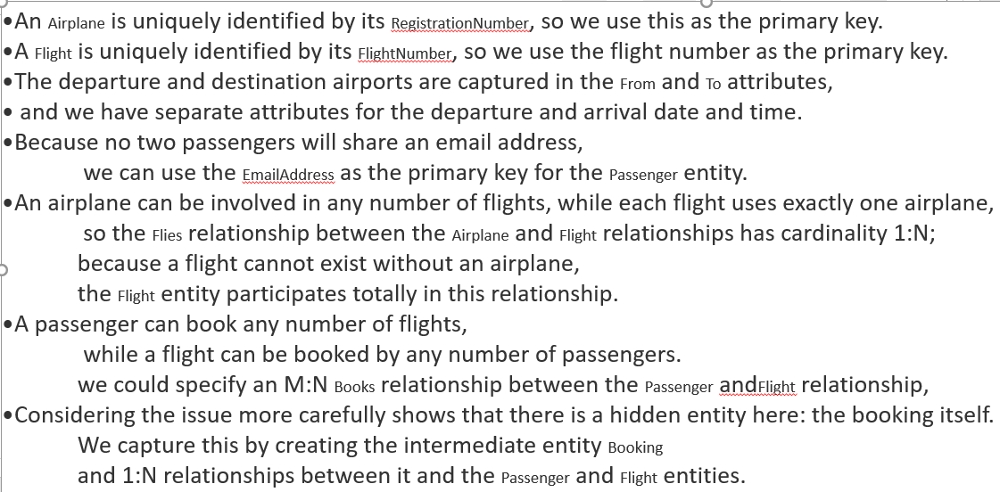 •An Airplane is uniquely identified by its RegistrationNumber, so we use this as the primary key.
•A Flight is uniquely identified by its FlightNumber, so we use the flight number as the primary key.
•The departure and destination airports are captured in the From and To attributes,
• and we have separate attributes for the departure and arrival date and time.
•Because no two passengers will share an email address,
we can use the EmailAddress as the primary key for the Passenger entity.
•An airplane can be involved in any number of flights, while each flight uses exactly one airplane,
so the Flies relationship between the Airplane and Flight relationships has cardinality 1:N;
because a flight cannot exist without an airplane,
the Flight entity participates totally in this relationship.
•A passenger can book any number of flights,
while a flight can be booked by any number of passengers.
we could specify an M:N Books relationship between the Passenger andFlight relationship,
•Considering the issue more carefully shows that there is a hidden entity here: the booking itself.
We capture this by creating the intermediate entity Booking
and 1:N relationships between it and the Passenger and Flight entities.